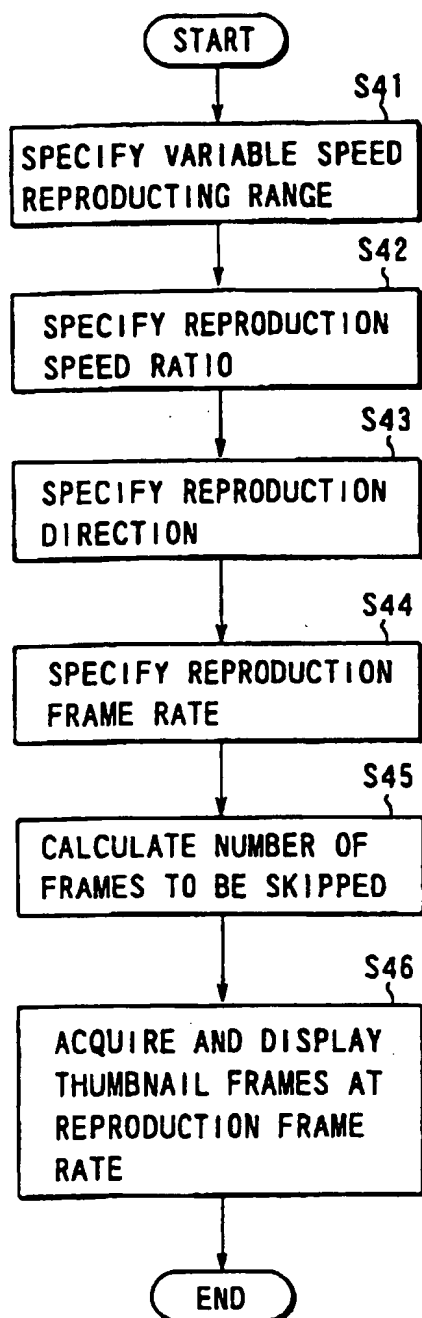 START
S41
SPECIFY VARIABLE SPEED
REPRODUCTING RANGE
S42
SPECIFY REPRODUCTION
SPEED RATIO
S43
SPECIFY REPRODUCTION
DIRECTION
S44
SPECIFY REPRODUCTION
FRAME RATE
S45
CALCULATE NUMBER OF
FRAMES TO BE SKIPPED
S46
ACQUIRE AND DISPLAY
THUMBNAIL FRAMES AT
REPRODUCTION FRAME
RATE
END